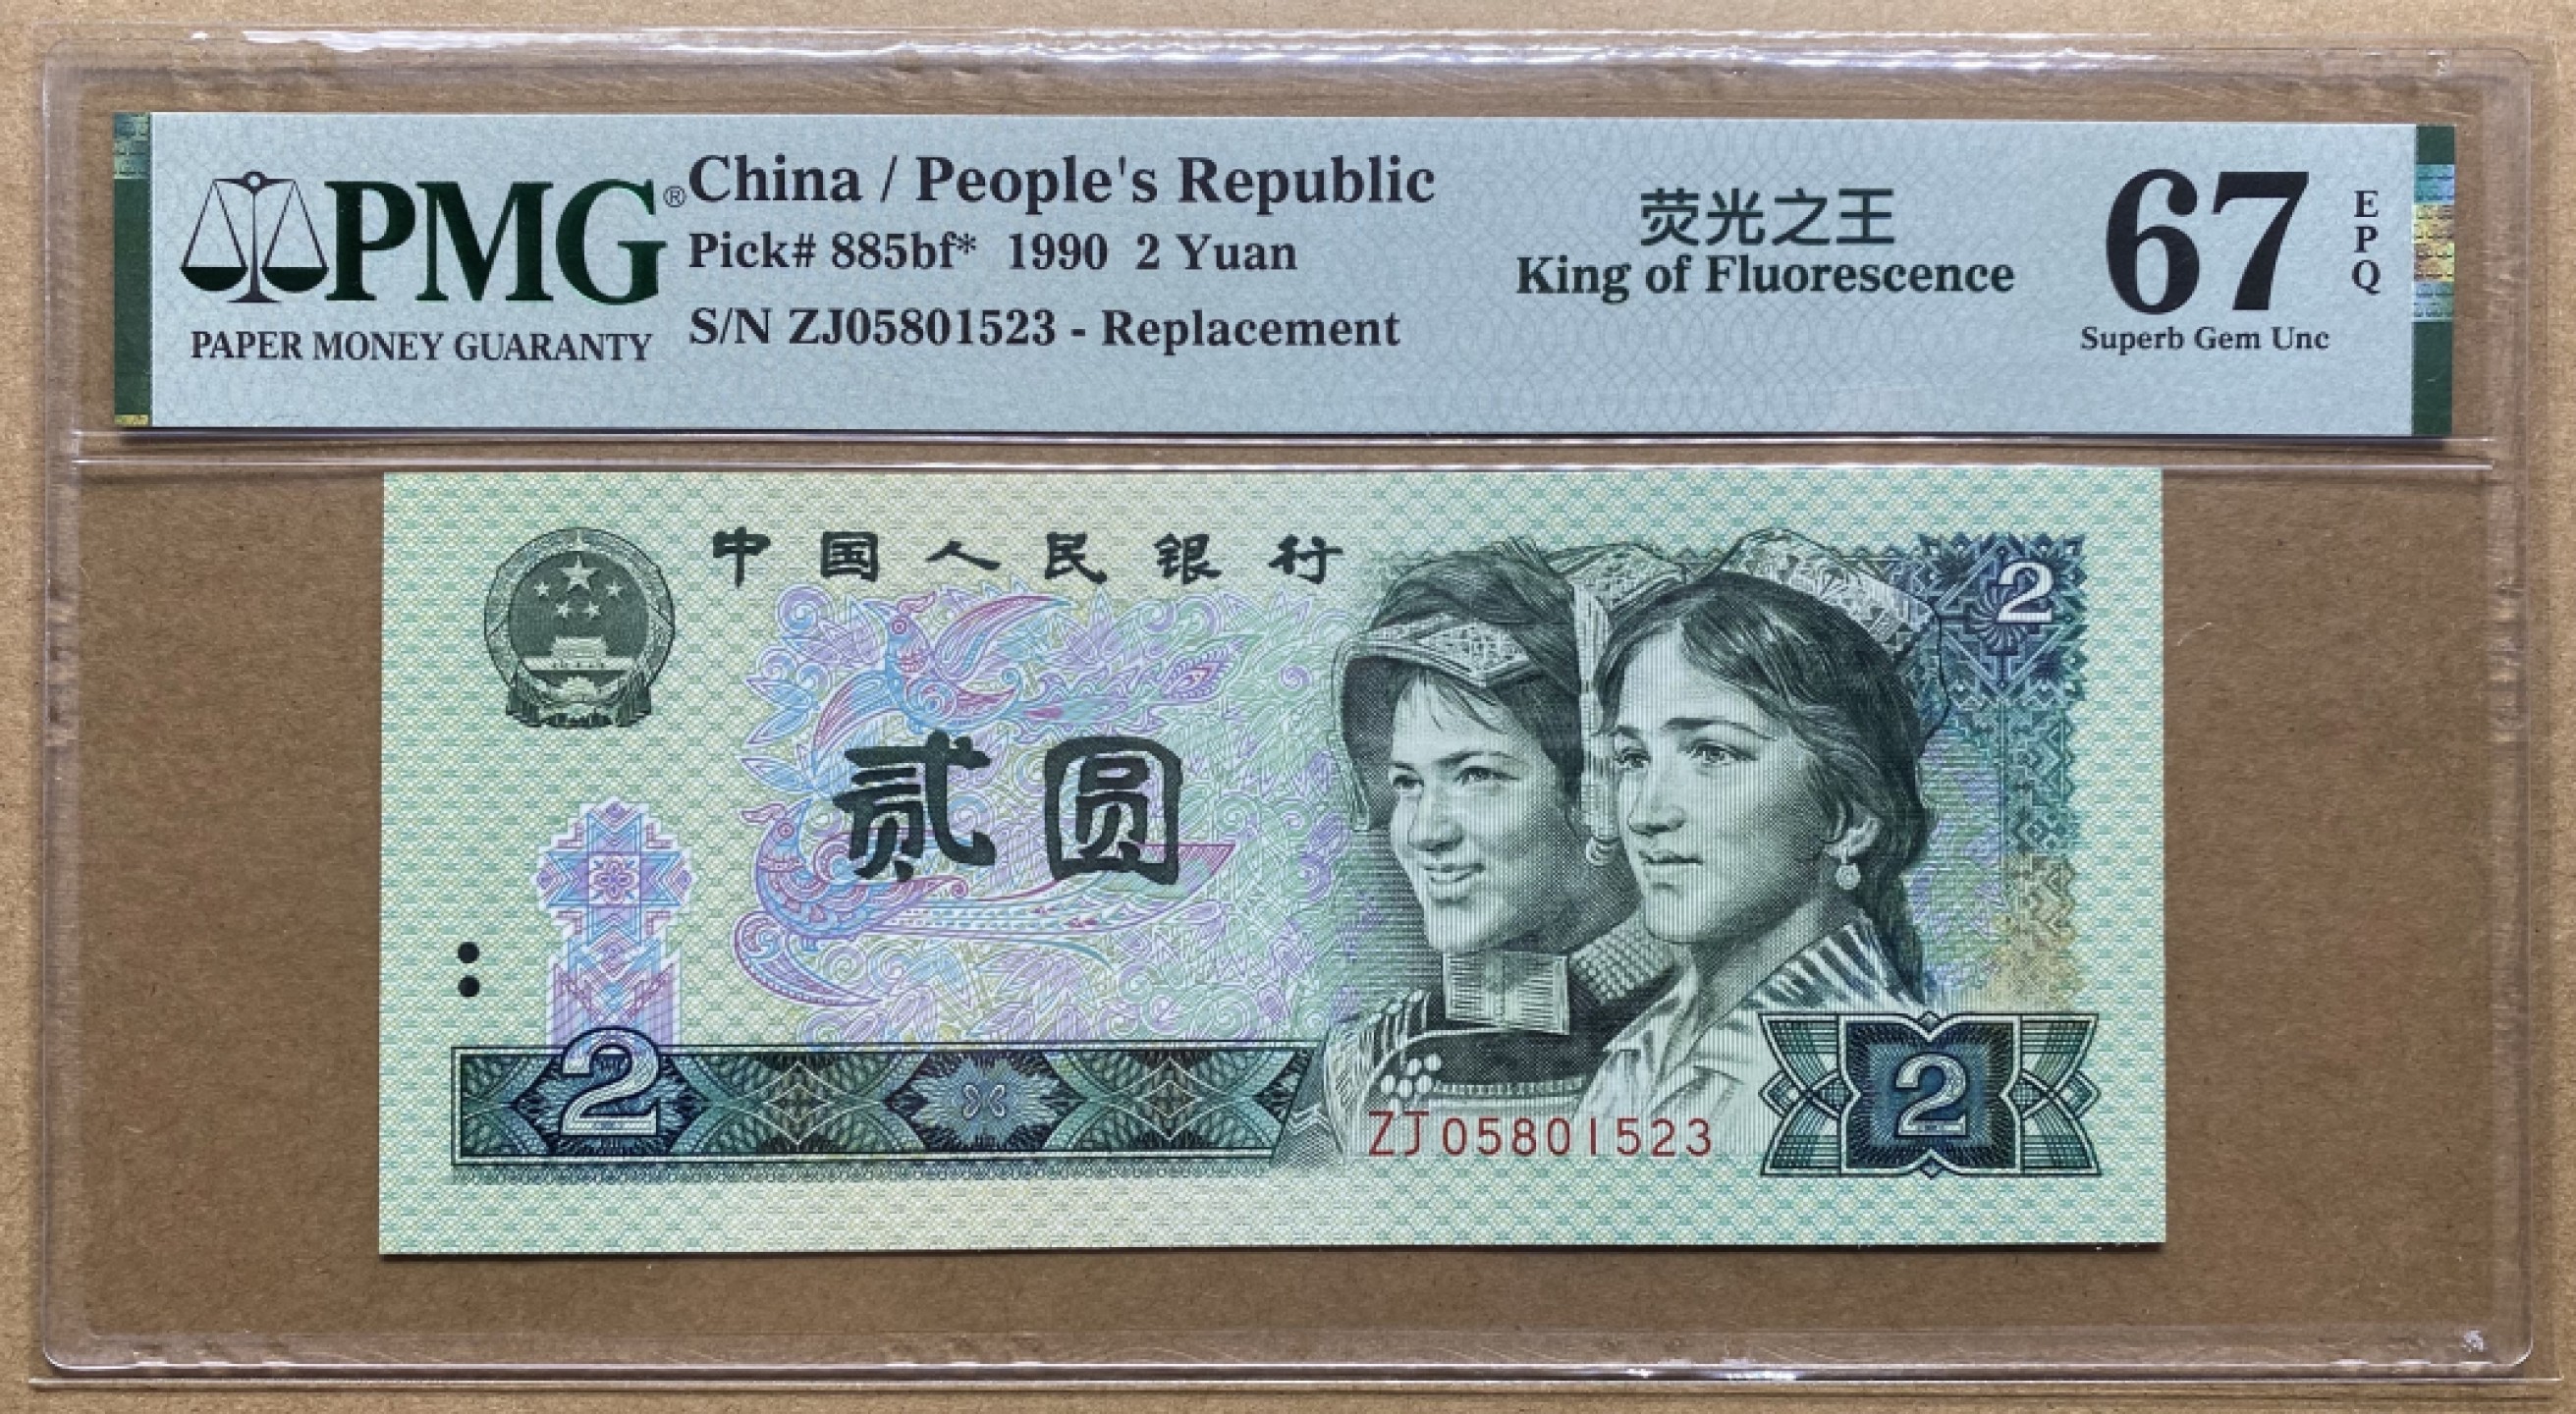 PMG®
PAPER MONEY GUARANTY
China / People's Republic
Pick# 885bf* 1990 2 Yuan
S/N ZJ05801523 - Replacement
荧光之王
King of Fluorescence
67
EPQ
Superb Gem Unc
中国人民银行
2
贰圆
2
2
ZJ05801523